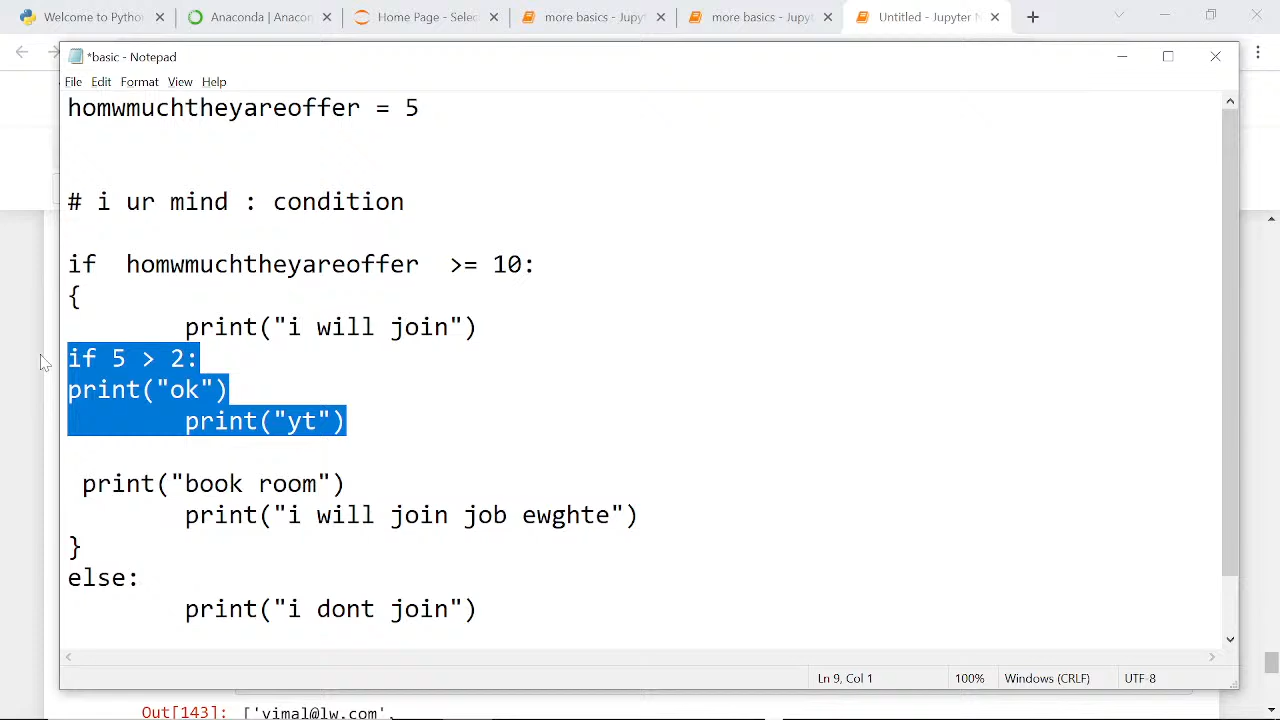 Welcome to Pytho
Anaconda | Anacon
Home Page - Se
more basics - Jupy
more basics - Jupyt
Untitled - Jupyter N
*basic - Notepad
File Edit Format View Help
homwmuchtheyareoffer = 5
# i ur mind : condition
if homwmuchtheyareoffer >= 10:
{
print("i will join")
if 5 > 2:
print("ok")
print("yt")
print("book room")
print("i will join job ewghte")
}
else:
print("i dont join")
Ln 9, Col 1 100% Windows (CRLF) UTF-8
Out[143]: ['vimal@lw.com',